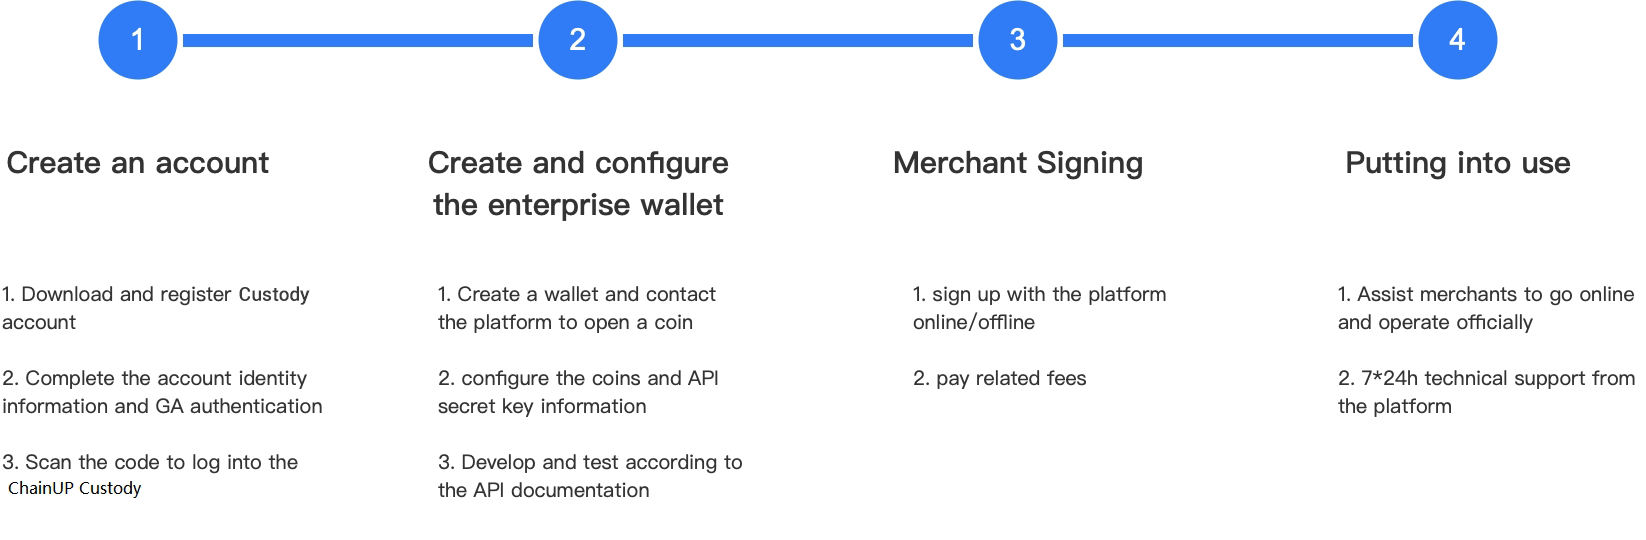 1
2
3
4
Create an account
Create and configure
the enterprise wallet
Merchant Signing
Putting into use
1. Download and register Custody
account
2. Complete the account identity
information and GA authentication
3. Scan the code to log into the
ChainUP Custody
1. Create a wallet and contact
the platform to open a coin
2. configure the coins and API
secret key information
3. Develop and test according to
the API documentation
1. sign up with the platform
online/offline
2. pay related fees
1. Assist merchants to go online
and operate officially
2. 7*24h technical support from
the platform